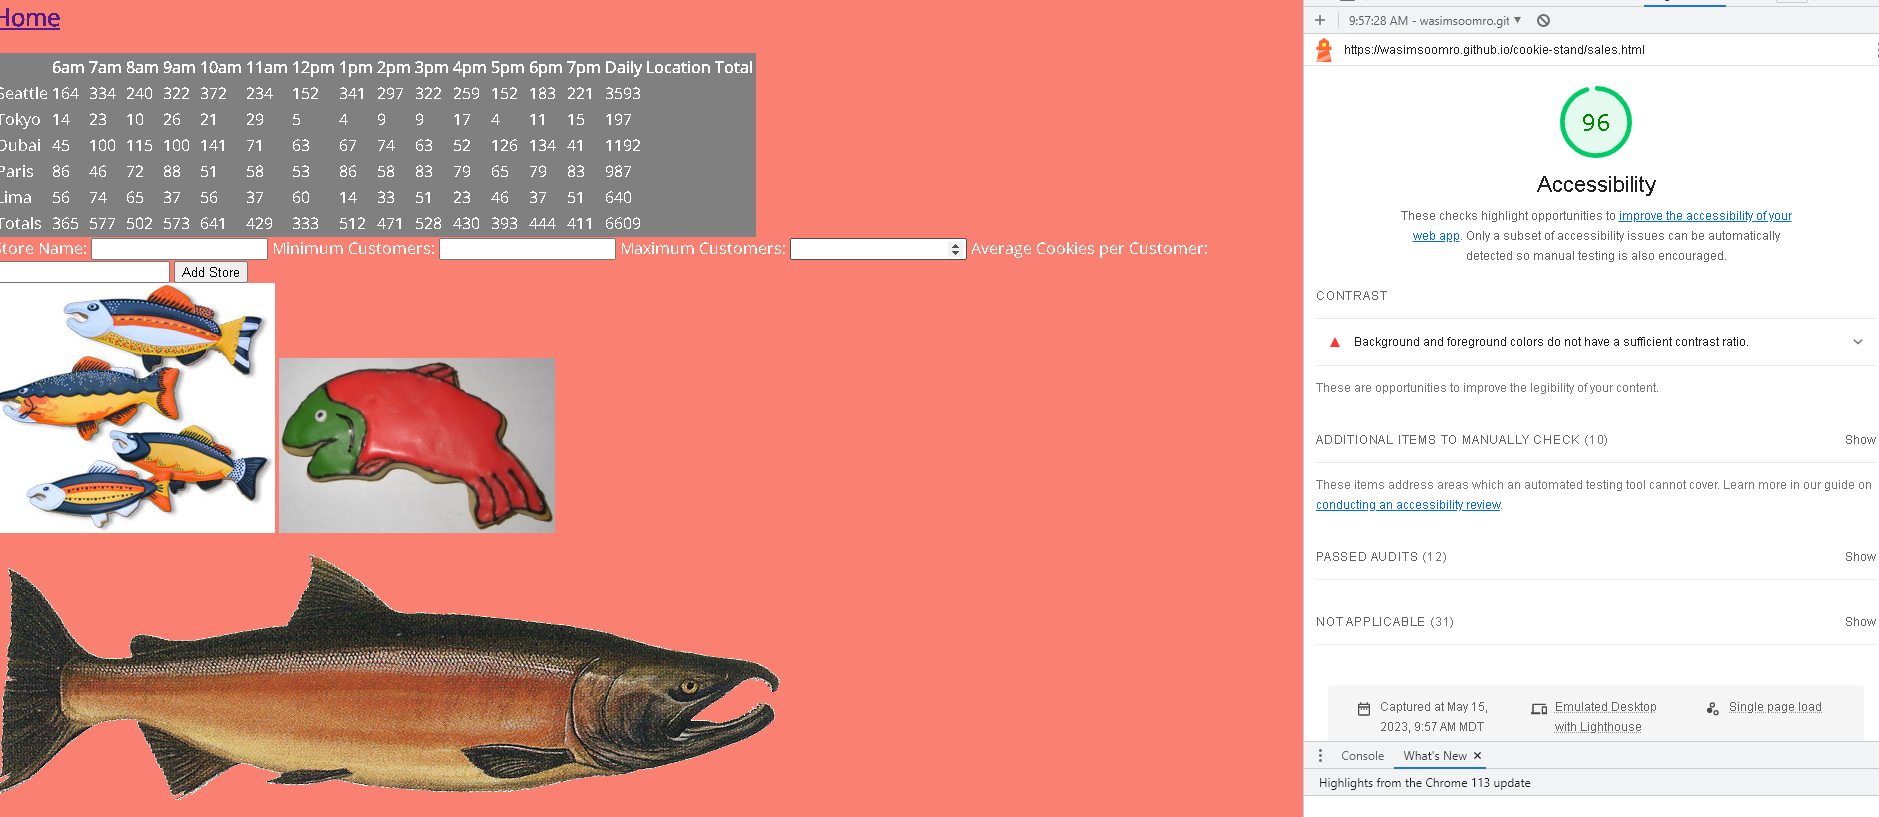 Home
6am 7am 8am 9am 10am 11am 12pm 1pm 2pm 3pm 4pm 5pm 6pm 7pm Daily Location Total
Seattle 164 334 240 322 372 234 152 341 297 322 259 152 183 221 3593
Tokyo 14 23 10 26 21 29 5 4 9 9 17 4 11 15 197
Dubai 45 100 115 100 141 71 63 67 74 63 52 126 134 41 1192
Paris 86 46 72 88 51 58 53 86 58 83 79 65 79 83 987
Lima 56 74 65 37 56 37 60 14 33 51 23 46 37 51 640
Totals 365 577 502 573 641 429 333 512 471 528 430 393 444 411 6609
Store Name: Minimum Customers: Maximum Customers: Average Cookies per Customer:
Add Store
9:57:28 AM - wasimsoomro.git
https://wasimsoomro.github.io/cookie-stand/sales.html
96
Accessibility
These checks highlight opportunities to improve the accessibility of your
web app. Only a subset of accessibility issues can be automatically
detected so manual testing is also encouraged.
CONTRAST
Background and foreground colors do not have a sufficient contrast ratio.
These are opportunities to improve the legibility of your content.
ADDITIONAL ITEMS TO MANUALLY CHECK (10) Show
These items address areas which an automated testing tool cannot cover. Learn more in our guide on
conducting an accessibility review.
PASSED AUDITS (12) Show
NOT APPLICABLE (31) Show
Captured at May 15,
2023, 9:57 AM MDT
Emulated Desktop
with Lighthouse
Single page load
Console What's New
Highlights from the Chrome 113 update